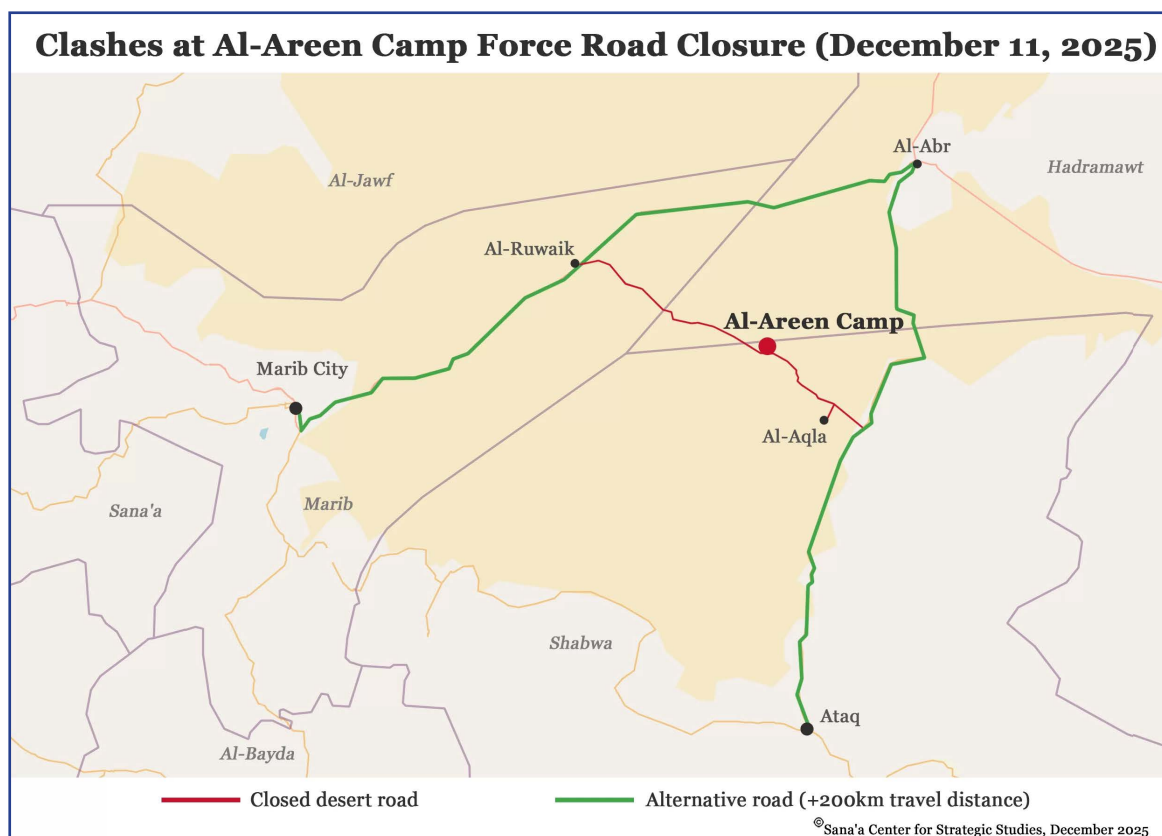 Clashes at Al-Areen Camp Force Road Closure (December 11, 2025)
Al-Abr
Hadramawt
Al-Jawf
Al-Ruwaik
Al-Areen Camp
Marib City
Al-Aqla
Marib
Sana'a
Shabwa
Ataq
Al-Bayda
Closed desert road
Alternative road (+200km travel distance)
©Sana'a Center for Strategic Studies, December 2025